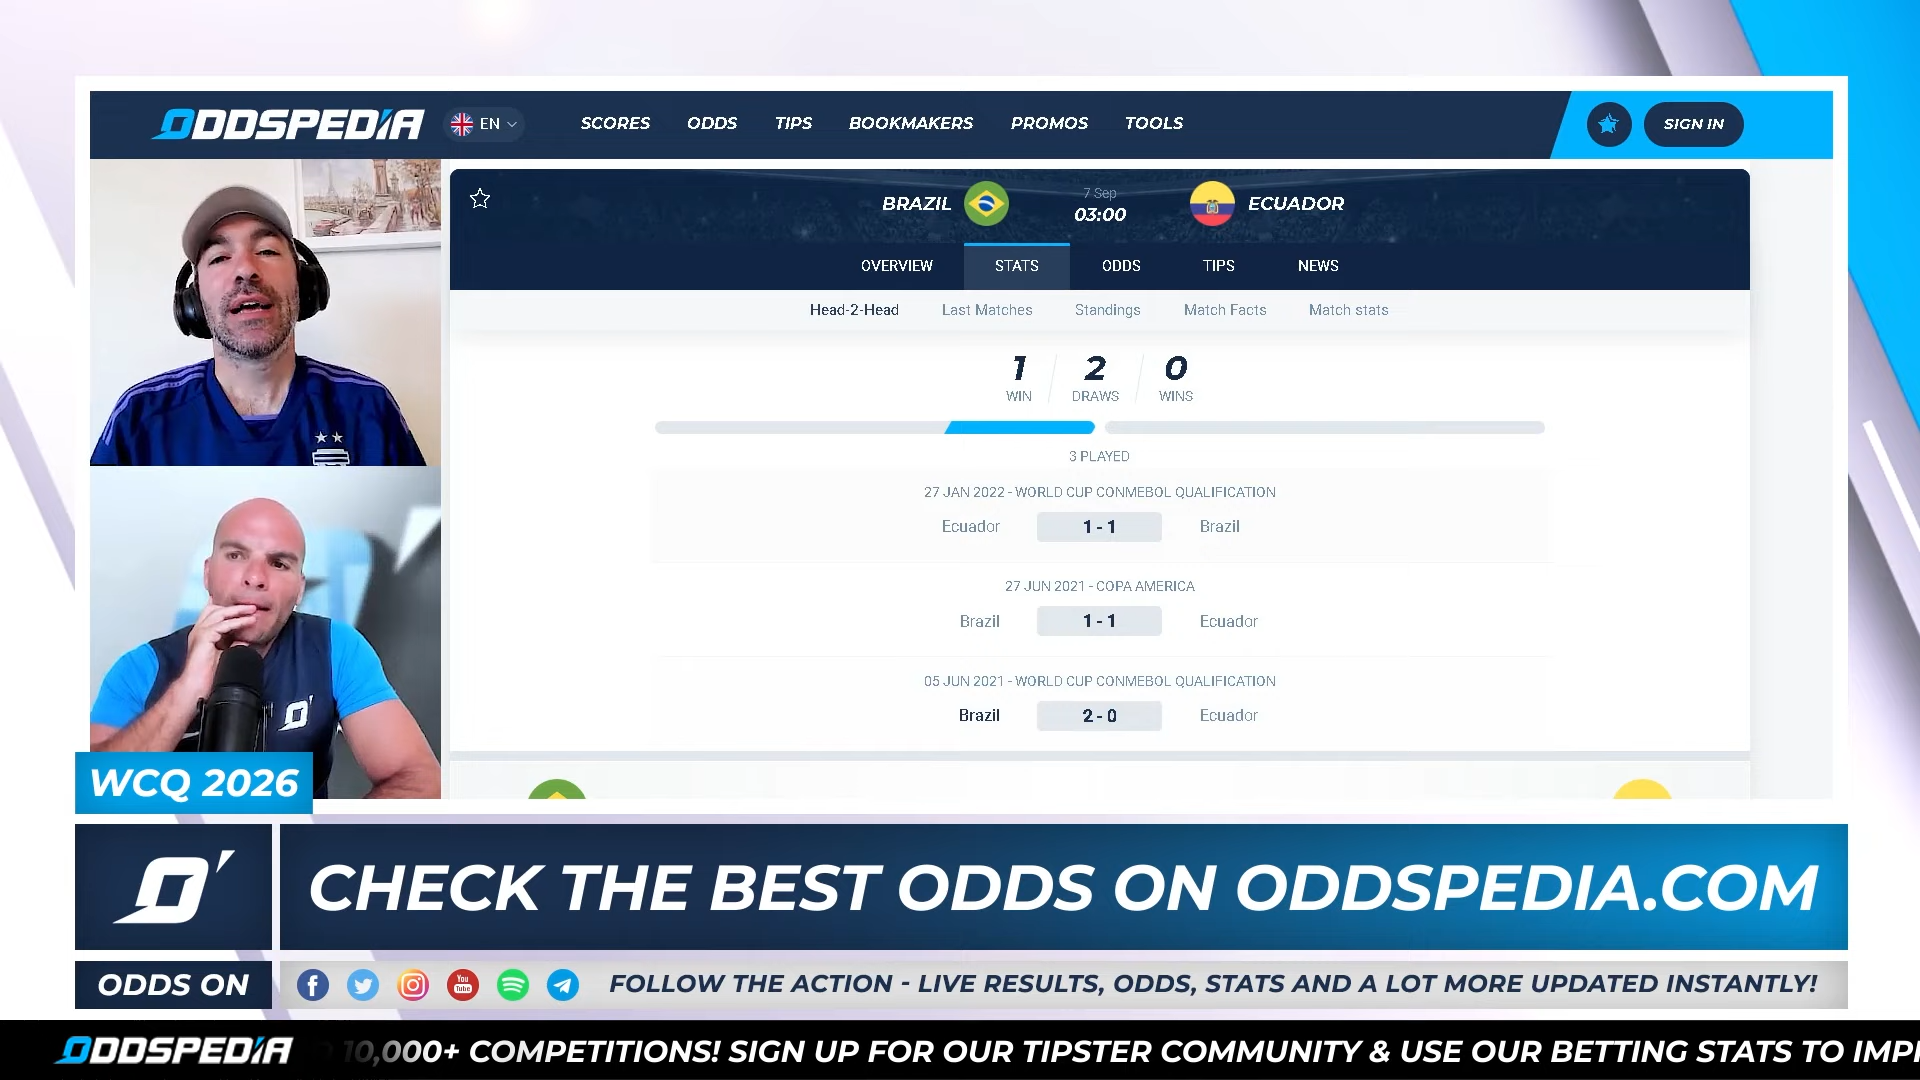 ODDSPEDIA
EN
SCORES ODDS TIPS BOOKMAKERS PROMOS TOOLS
SIGN IN
BRAZIL
7 Sep
03:00
ECUADOR
OVERVIEW STATS ODDS TIPS NEWS
Head-2-Head Last Matches Standings Match Facts Match stats
1 2 0
WIN DRAWS WINS
3 PLAYED
27 JAN 2022 - WORLD CUP CONMEBOL QUALIFICATION
Ecuador 1 - 1 Brazil
27 JUN 2021 - COPA AMERICA
Brazil 1 - 1 Ecuador
05 JUN 2021 - WORLD CUP CONMEBOL QUALIFICATION
Brazil 2 - 0 Ecuador
WCQ 2026
CHECK THE BEST ODDS ON ODDSPEDIA.COM
ODDS ON
You Tube
FOLLOW THE ACTION - LIVE RESULTS, ODDS, STATS AND A LOT MORE UPDATED INSTANTLY!
ODDSPEDIA
10,000+ COMPETITIONS! SIGN UP FOR OUR TIPSTER COMMUNITY & USE OUR BETTING STATS TO IMP